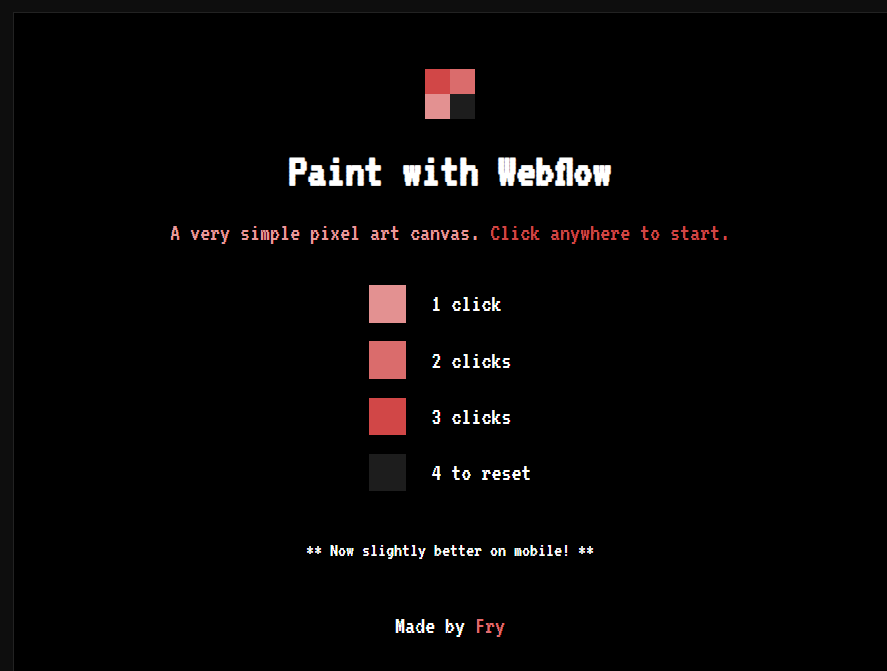 Paint with Webflow
A very simple pixel art canvas. Click anywhere to start.
1 click
2 clicks
3 clicks
4 to reset
** Now slightly better on mobile! **
Made by Fry